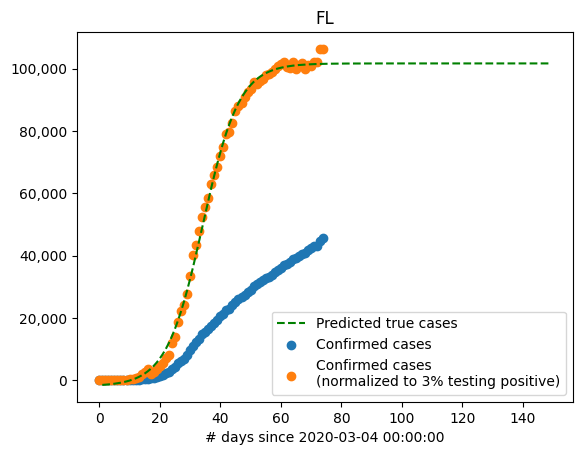 FL
100,000
80,000
60,000
40,000
20,000
0
Predicted true cases
Confirmed cases
Confirmed cases
(normalized to 3% testing positive)
0 20 40 60 80 100 120 140
# days since 2020-03-04 00:00:00